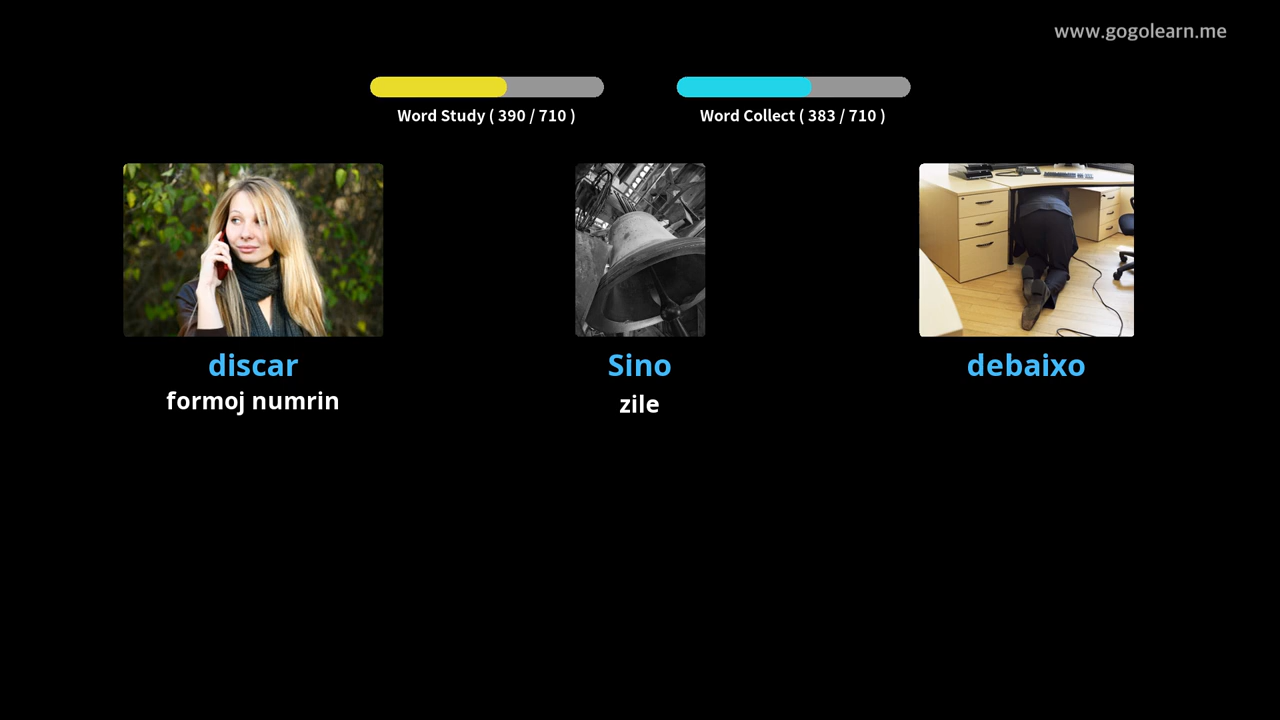 www.gogolearn.me
Word Study ( 390 / 710 )
Word Collect ( 383 / 710 )
discar
Sino
debaixo
formoj numrin
zile